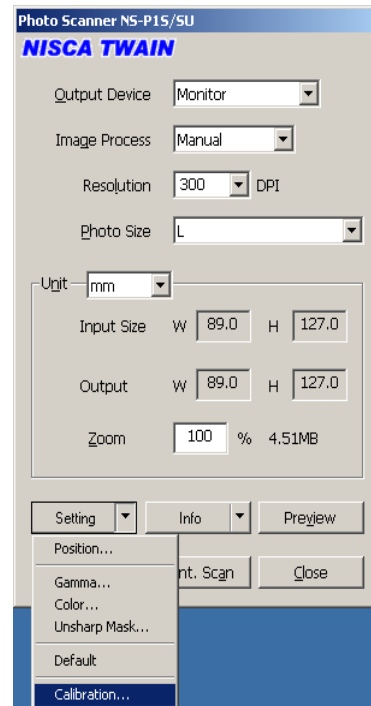 Photo Scanner NS-P1S/SU
NISCA TWAIN
Output Device Monitor
Image Process Manual
Resolution 300 DPI
Photo Size L
Unit mm
Input Size W 89.0 H 127.0
Output W 89.0 H 127.0
Zoom 100 % 4.51MB
Setting Info Preview
Position...
nt. Scan Close
Gamma...
Color...
Unsharp Mask...
Default
Calibration...